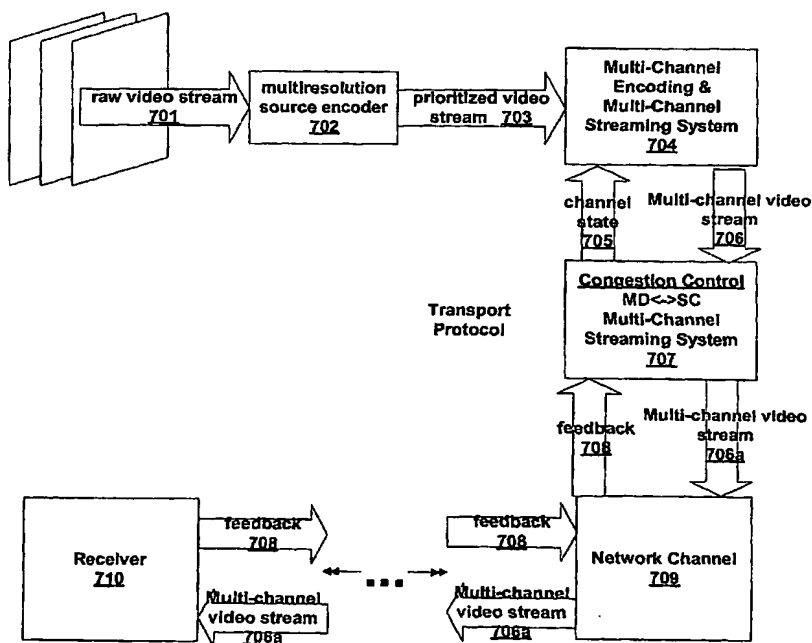 raw video stream
701
multiresolution
source encoder
702
prioritized video
stream 703
Multi-Channel
Encoding &
Multi-Channel
Streaming System
704
channel
state
705
Multi-channel video
stream
706
Transport
Protocol
Congestion Control
MD<->SC
Multi-Channel
Streaming System
707
feedback
708
Multi-channel video
stream
706a
Receiver
710
feedback
708
Multi-channel
video stream
706a
feedback
708
Multi-channel
video stream
706a
Network Channel
709